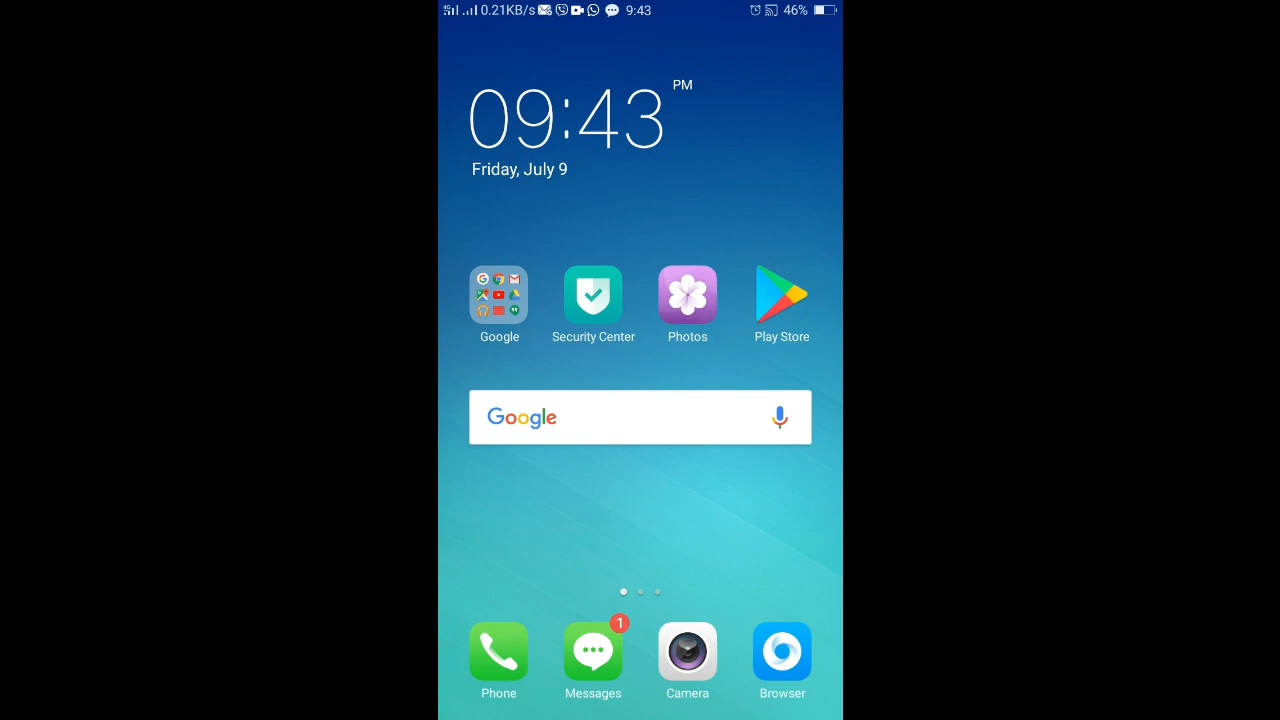 0.21KB/s 9:43 46%
09:43 PM
Friday, July 9
Google Security Center Photos Play Store
Google
1
Phone Messages Camera Browser